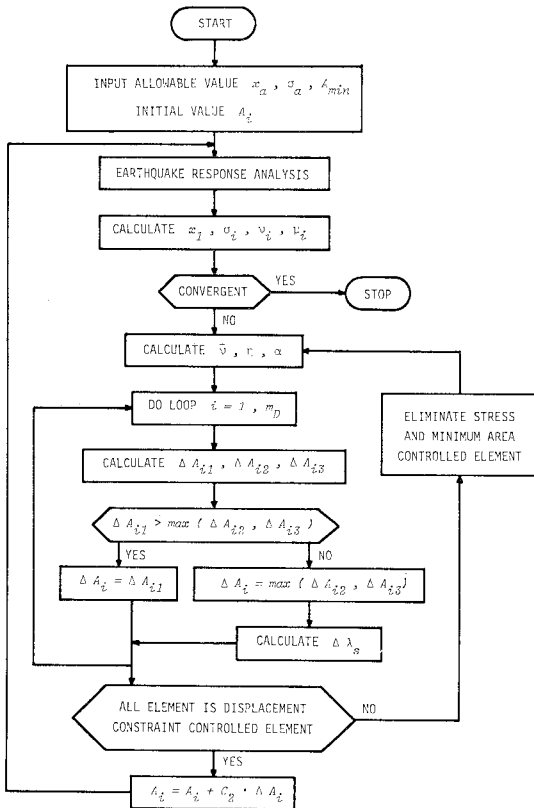 START
INPUT ALLOWABLE VALUE x_a , σ_a , A_min
INITIAL VALUE A_i
EARTHQUAKE RESPONSE ANALYSIS
CALCULATE x_1 , σ_i , ν_i , μ_i
CONVERGENT
YES
STOP
NO
CALCULATE ν̄ , η , α
DO LOOP i = 1 , m_D
CALCULATE Δ A_i1 , Δ A_i2 , Δ A_i3
Δ A_i1 > max ( Δ A_i2 , Δ A_i3 )
YES
NO
Δ A_i = Δ A_i1
Δ A_i = max ( Δ A_i2 , Δ A_i3 )
CALCULATE Δ λ_s
ALL ELEMENT IS DISPLACEMENT
CONSTRAINT CONTROLLED ELEMENT
NO
ELIMINATE STRESS
AND MINIMUM AREA
CONTROLLED ELEMENT
YES
A_i = A_i + C_2 · Δ A_i